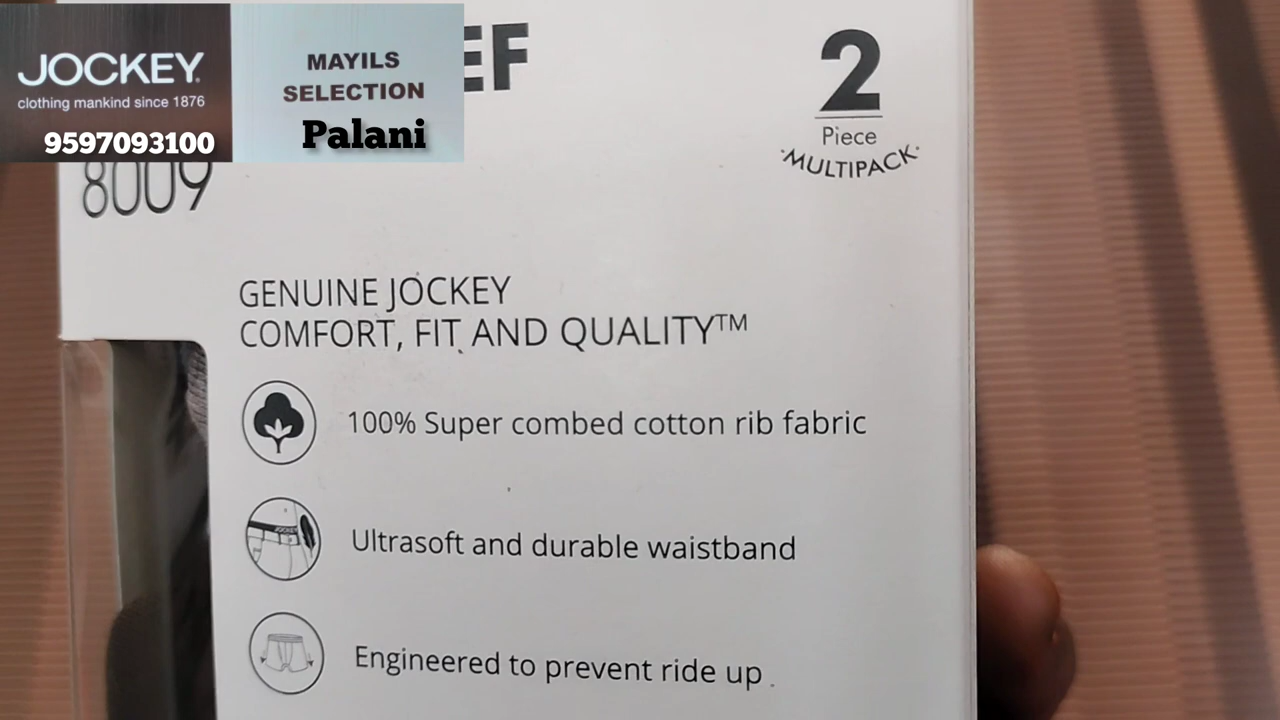 JOCKEY
clothing mankind since 1876
9597093100
MAYILS
SELECTION
Palani
EF
8009
2
Piece
MULTIPACK
GENUINE JOCKEY
COMFORT, FIT AND QUALITY™
100% Super combed cotton rib fabric
Ultrasoft and durable waistband
Engineered to prevent ride up